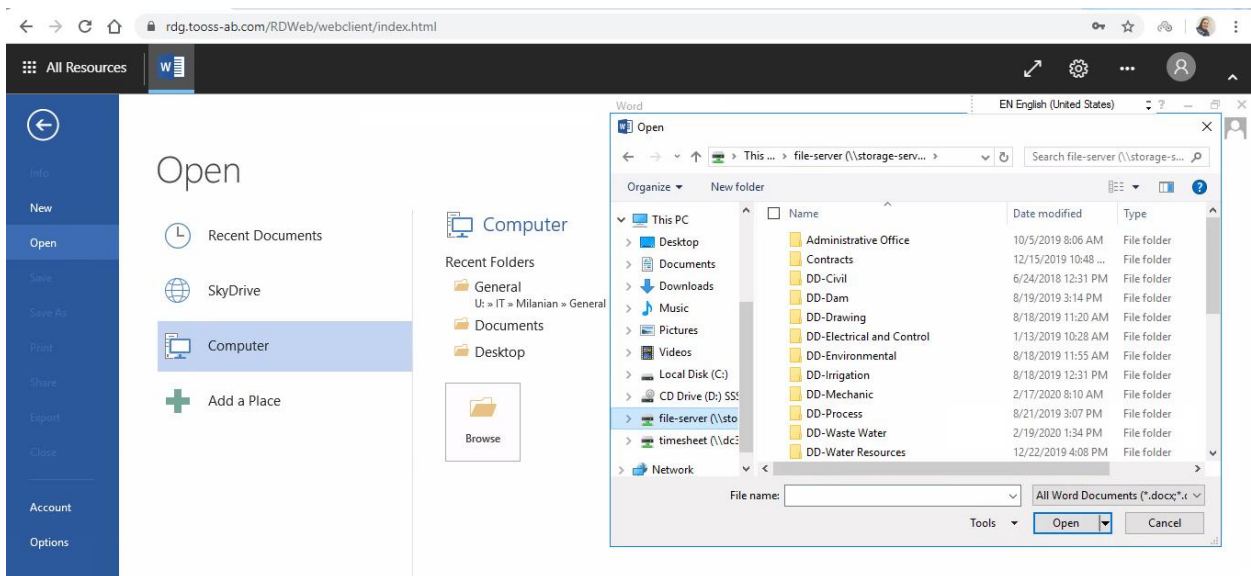 rdg.tooss-ab.com/RDWeb/webclient/index.html
All Resources
Word
EN English (United States)
Info
New
Open
Save
Save As
Print
Share
Export
Close
Account
Options
Open
Recent Documents
SkyDrive
Computer
Add a Place
Computer
Recent Folders
General
U: » IT » Milanian » General
Documents
Desktop
Browse
Open
This ... > file-server (\\storage-serv... >
Search file-server (\\storage-s...
Organize
New folder
This PC
Desktop
Documents
Downloads
Music
Pictures
Videos
Local Disk (C:)
CD Drive (D:) SSS
file-server (\\sto
timesheet (\\dc3
Network
Name Date modified Type
Administrative Office 10/5/2019 8:06 AM File folder
Contracts 12/15/2019 10:48 ... File folder
DD-Civil 6/24/2018 12:31 PM File folder
DD-Dam 8/19/2019 3:14 PM File folder
DD-Drawing 8/18/2019 11:20 AM File folder
DD-Electrical and Control 1/13/2019 10:28 AM File folder
DD-Environmental 8/18/2019 11:55 AM File folder
DD-Irrigation 8/18/2019 12:31 PM File folder
DD-Mechanic 2/17/2020 8:10 AM File folder
DD-Process 8/21/2019 3:07 PM File folder
DD-Waste Water 2/19/2020 1:34 PM File folder
DD-Water Resources 12/22/2019 4:08 PM File folder
File name:
All Word Documents (*.docx;*.c
Tools
Open
Cancel